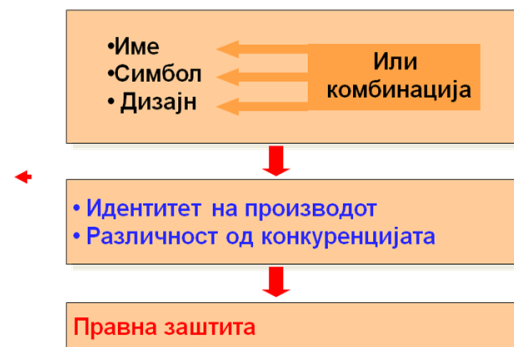 •Име
•Симбол
• Дизајн
Или
комбинација
• Идентитет на производот
• Различност од конкуренцијата
Правна заштита